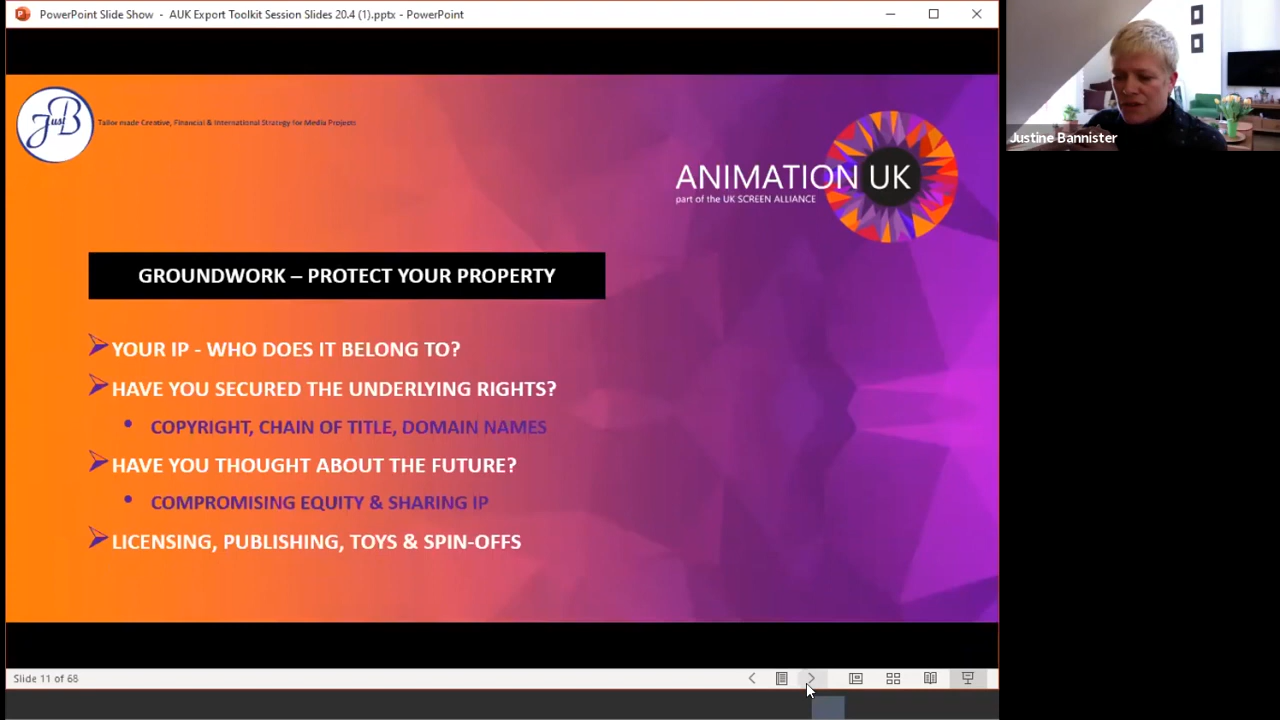 PowerPoint Slide Show - AUK Export Toolkit Session Slides 20.4 (1).pptx - PowerPoint
Just B
Tailor made Creative, Financial & International Strategy for Media Projects
ANIMATION UK
part of the UK SCREEN ALLIANCE
Justine Bannister
GROUNDWORK – PROTECT YOUR PROPERTY
YOUR IP - WHO DOES IT BELONG TO?
HAVE YOU SECURED THE UNDERLYING RIGHTS?
COPYRIGHT, CHAIN OF TITLE, DOMAIN NAMES
HAVE YOU THOUGHT ABOUT THE FUTURE?
COMPROMISING EQUITY & SHARING IP
LICENSING, PUBLISHING, TOYS & SPIN-OFFS
Slide 11 of 68